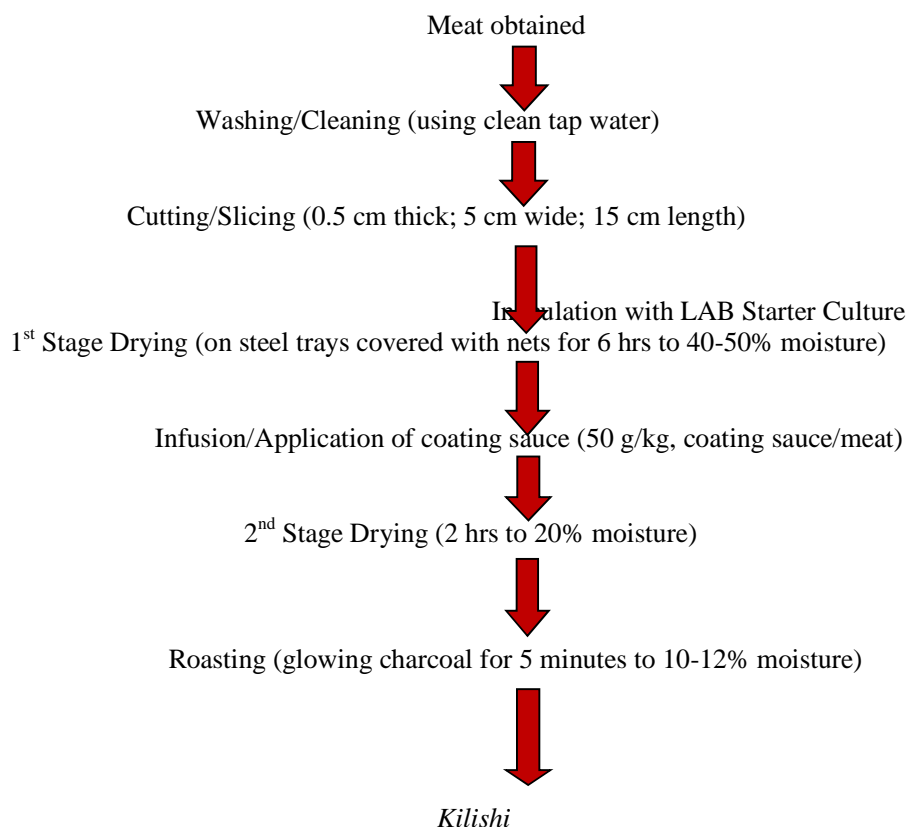 Meat obtained
Washing/Cleaning (using clean tap water)
Cutting/Slicing (0.5 cm thick; 5 cm wide; 15 cm length)
Inoculation with LAB Starter Culture
1st Stage Drying (on steel trays covered with nets for 6 hrs to 40-50% moisture)
Infusion/Application of coating sauce (50 g/kg, coating sauce/meat)
2nd Stage Drying (2 hrs to 20% moisture)
Roasting (glowing charcoal for 5 minutes to 10-12% moisture)
Kilishi